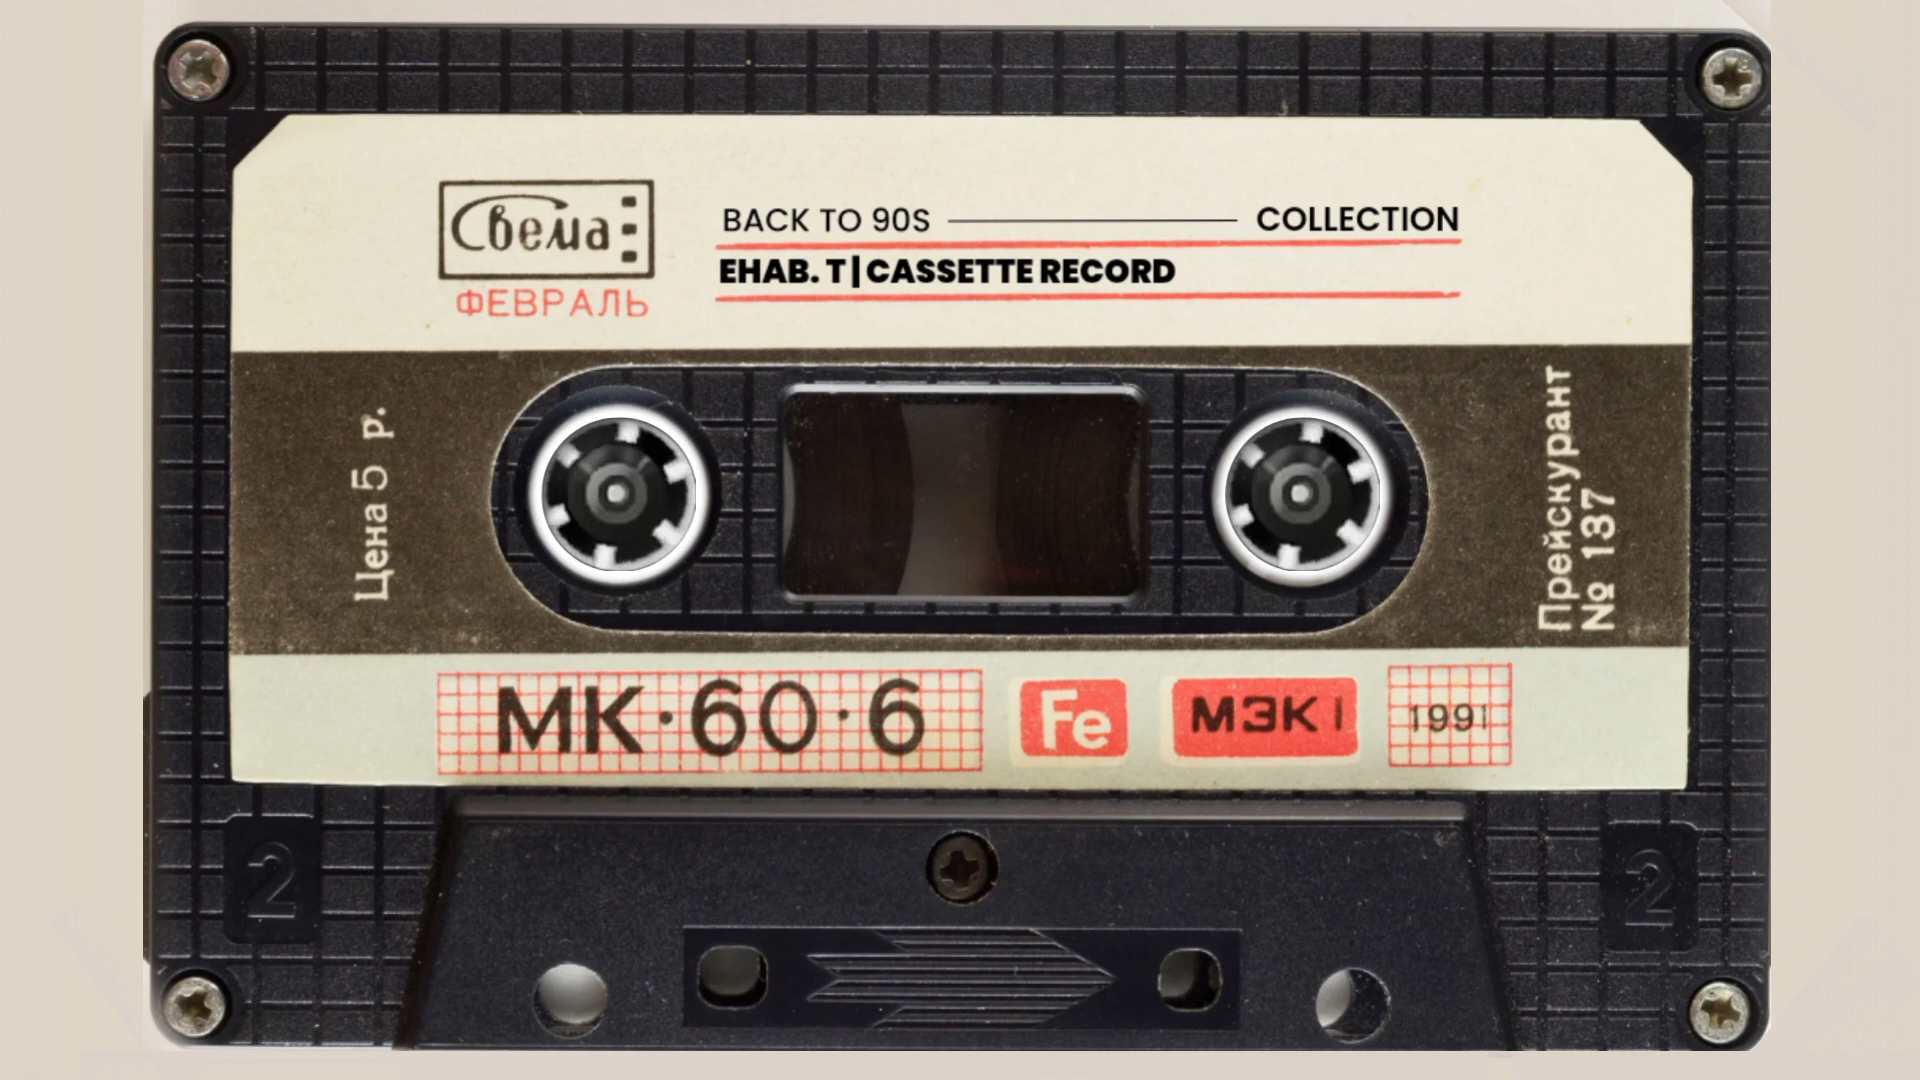 Свема
ФЕВРАЛЬ
BACK TO 90S COLLECTION
EHAB. T | CASSETTE RECORD
Цена 5 р.
Прейскурант
№ 137
МК·60·6
Fe
МЭК I
1991
2
2